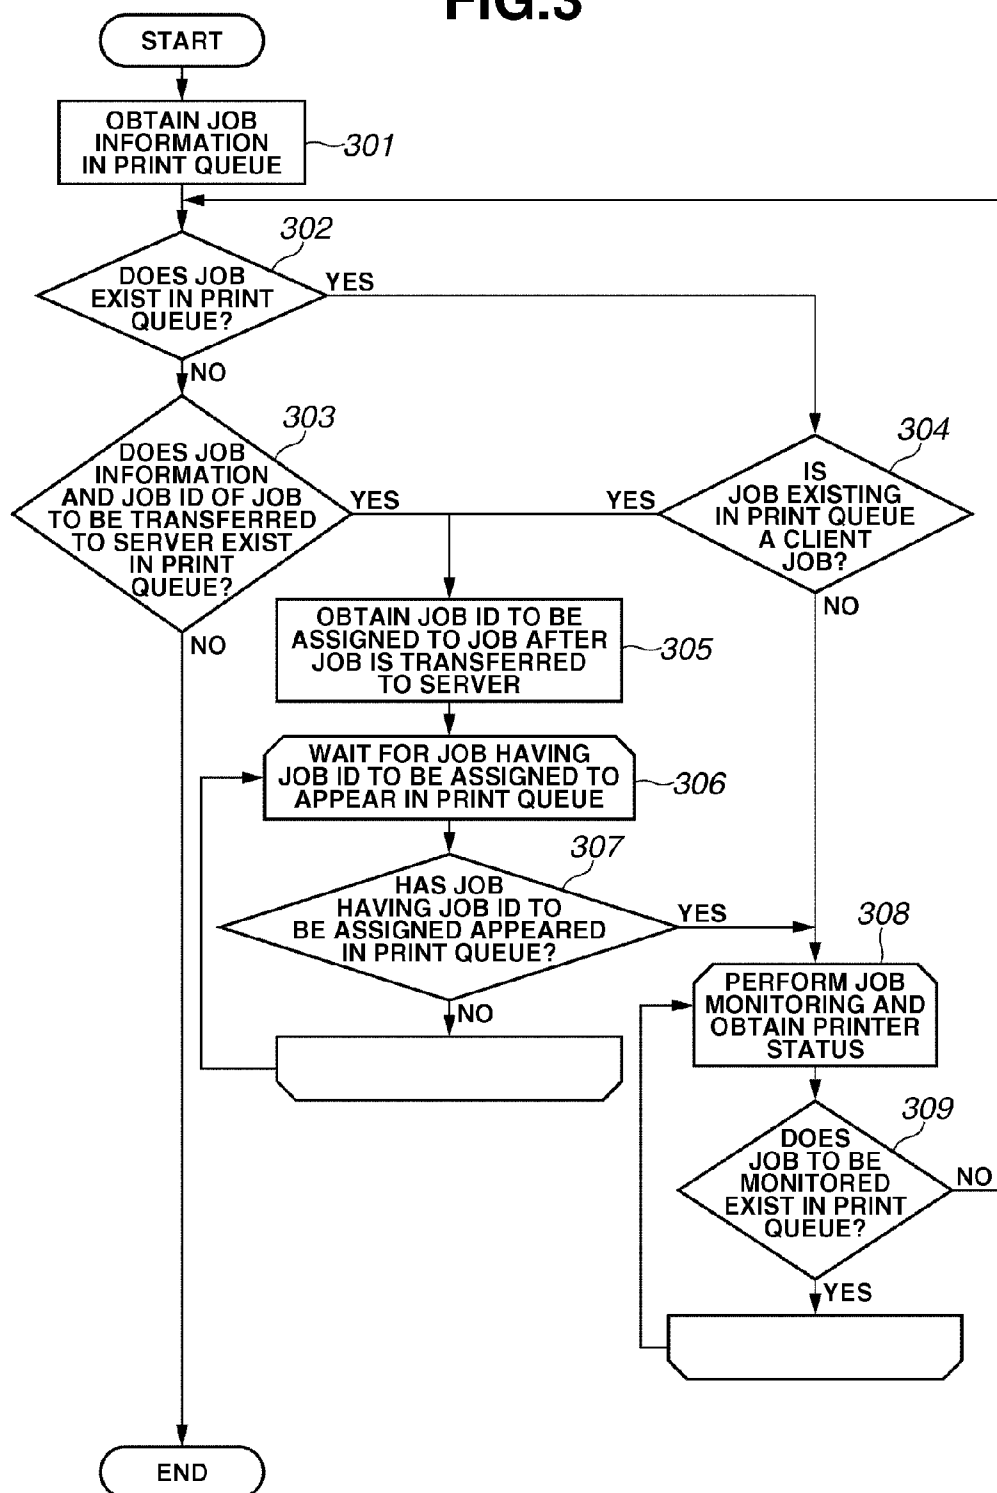 FIG.3
START
OBTAIN JOB
INFORMATION
IN PRINT QUEUE
301
302
DOES JOB
EXIST IN PRINT
QUEUE?
YES
NO
303
DOES JOB
INFORMATION
AND JOB ID OF JOB
TO BE TRANSFERRED
TO SERVER EXIST
IN PRINT
QUEUE?
YES
NO
304
IS
JOB EXISTING
IN PRINT QUEUE
A CLIENT
JOB?
YES
NO
OBTAIN JOB ID TO BE
ASSIGNED TO JOB AFTER
JOB IS TRANSFERRED
TO SERVER
305
WAIT FOR JOB HAVING
JOB ID TO BE ASSIGNED TO
APPEAR IN PRINT QUEUE
306
307
HAS JOB
HAVING JOB ID TO
BE ASSIGNED APPEARED
IN PRINT QUEUE?
YES
NO
308
PERFORM JOB
MONITORING AND
OBTAIN PRINTER
STATUS
309
DOES
JOB TO BE
MONITORED
EXIST IN PRINT
QUEUE?
NO
YES
END